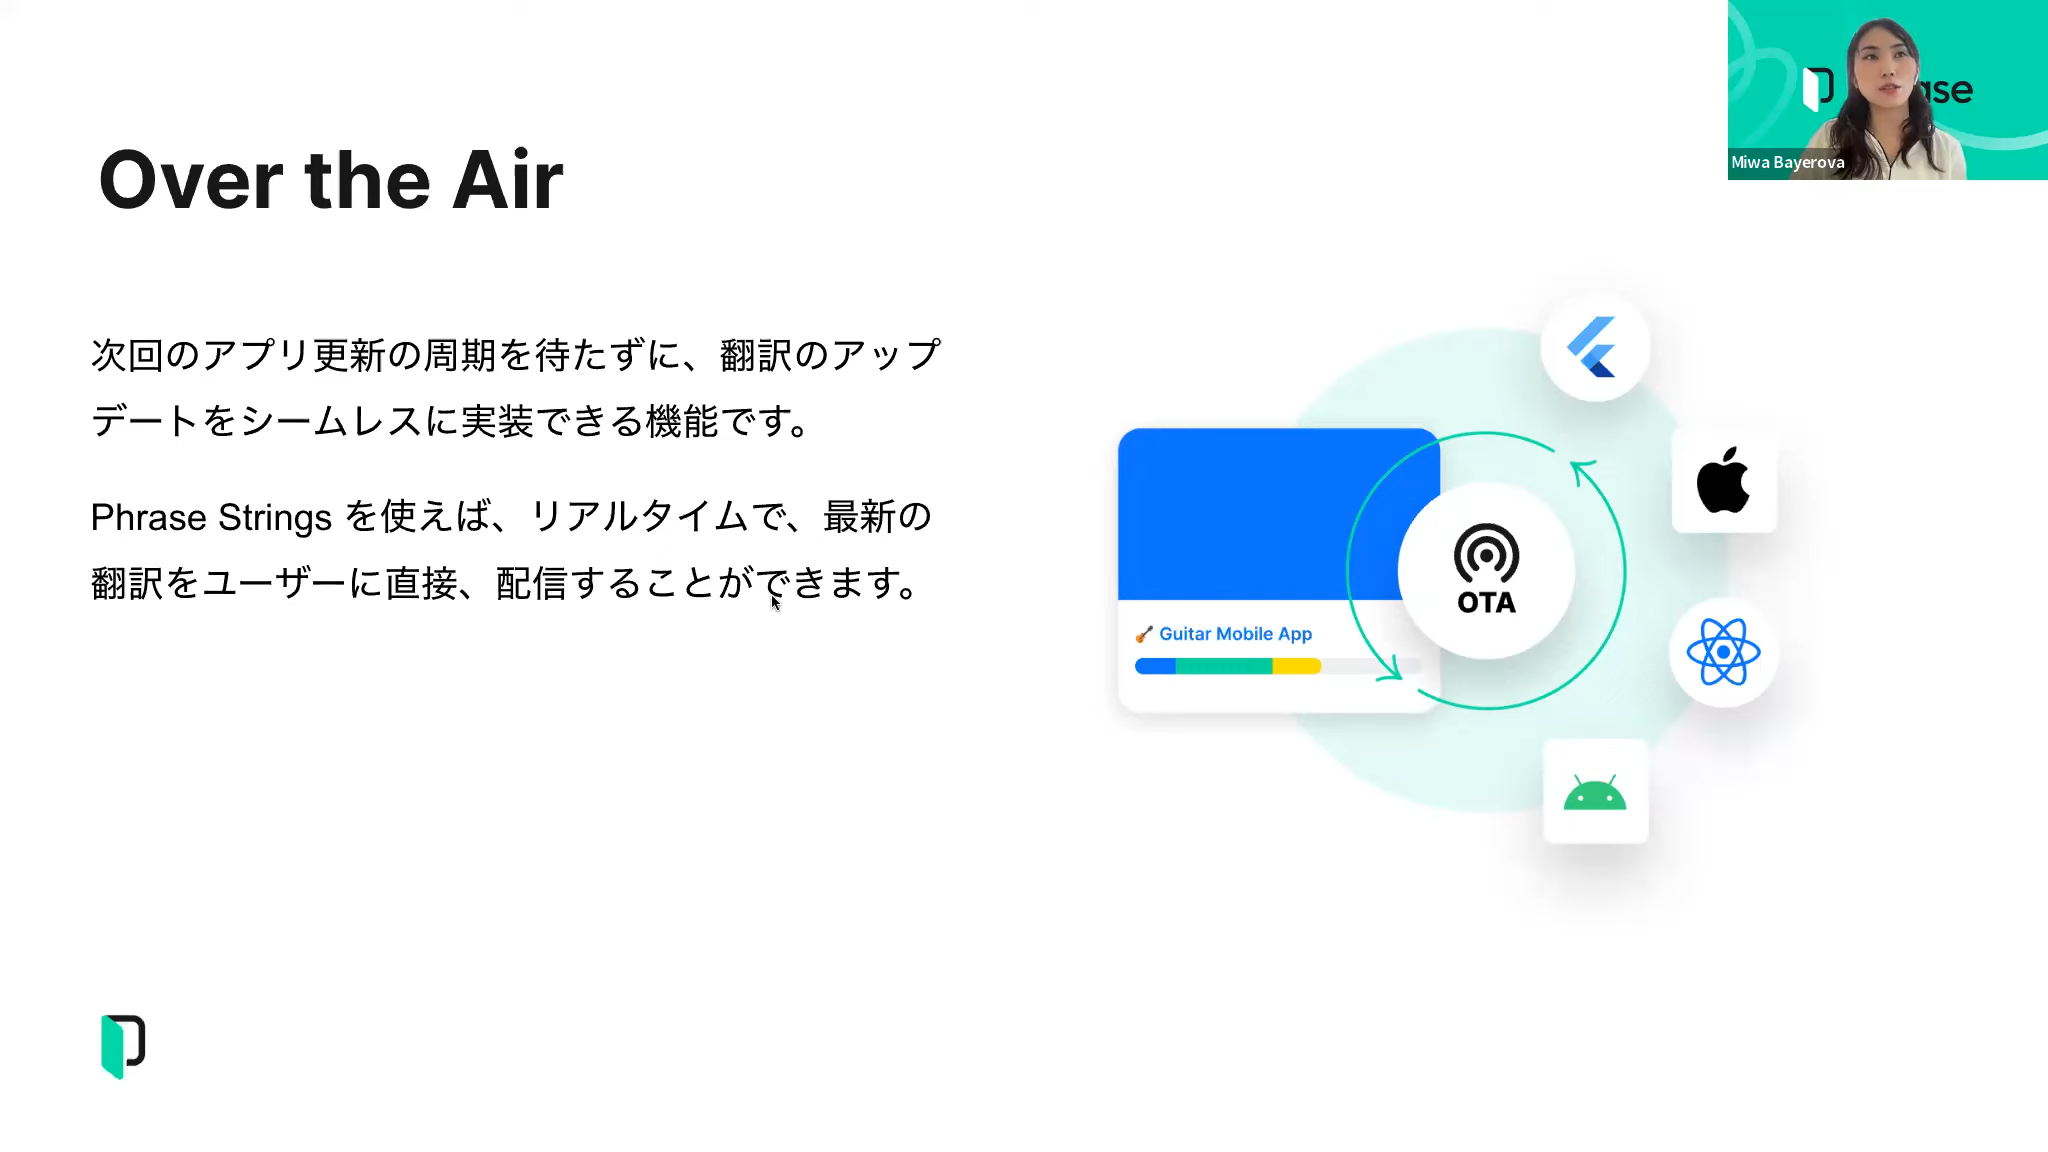 Over the Air
次回のアプリ更新の周期を待たずに、翻訳のアップ
デートをシームレスに実装できる機能です。
Phrase Strings を使えば、リアルタイムで、最新の
翻訳をユーザーに直接、配信することができます。
OTA
Guitar Mobile App
Miwa Bayerova